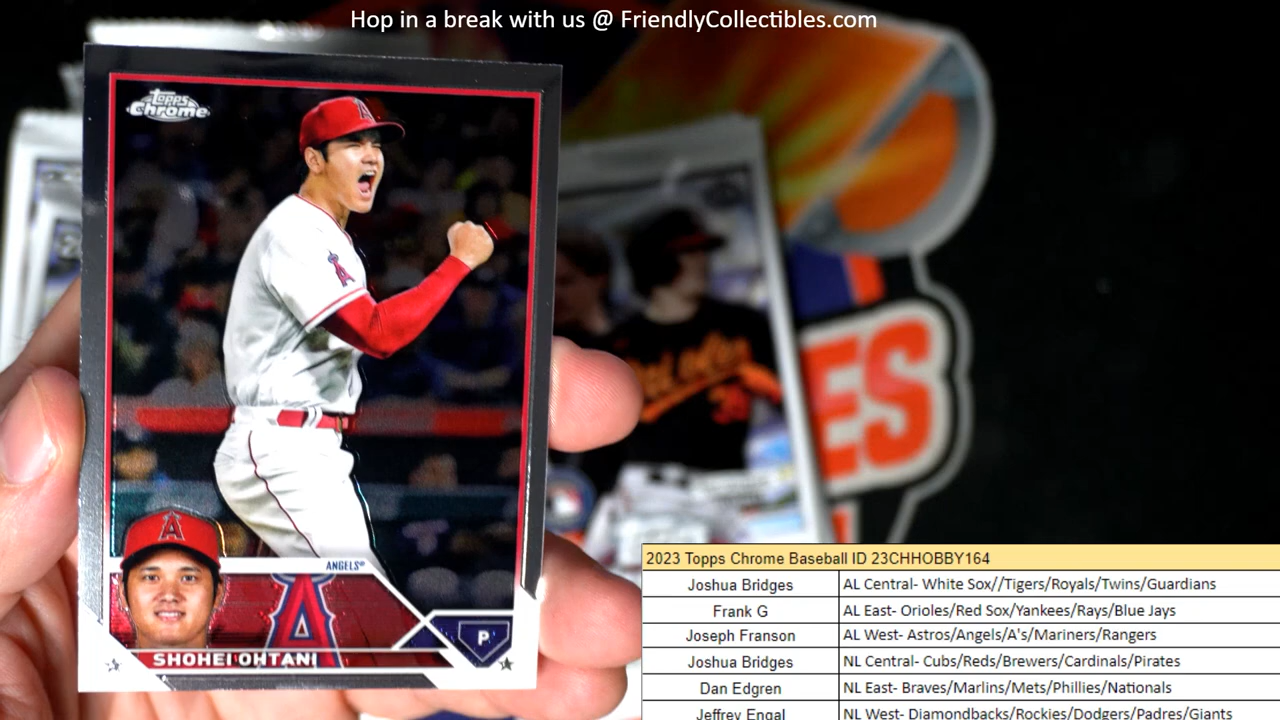 Hop in a break with us @ FriendlyCollectibles.com
Topps
Chrome
A
ANGELS®
A
A
P
SHOHEI OHTANI
ES
2023 Topps Chrome Baseball ID 23CHHOBBY164
Joshua Bridges AL Central- White Sox//Tigers/Royals/Twins/Guardians
Frank G AL East- Orioles/Red Sox/Yankees/Rays/Blue Jays
Joseph Franson AL West- Astros/Angels/A's/Mariners/Rangers
Joshua Bridges NL Central- Cubs/Reds/Brewers/Cardinals/Pirates
Dan Edgren NL East- Braves/Marlins/Mets/Phillies/Nationals
Jeffrey Engal NL West- Diamondbacks/Rockies/Dodgers/Padres/Giants